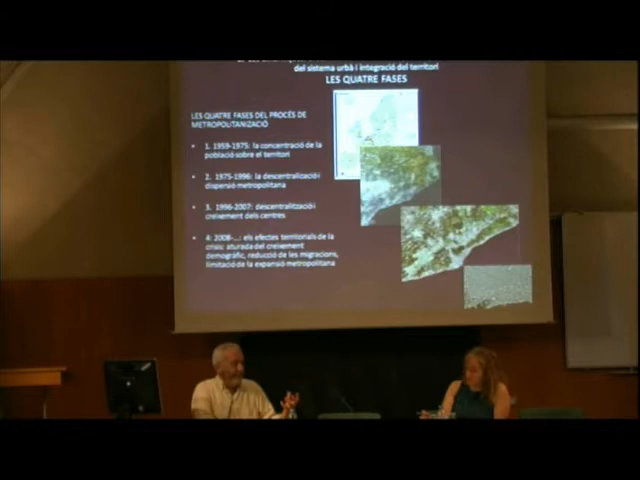 del sistema urbà i integració del territori
LES QUATRE FASES
LES QUATRE FASES DEL PROCÉS DE
METROPOLITANIZACIÓ
• 1. 1959-1975: la concentració de la
població sobre el territori
• 2. 1975-1996: la descentralització i
dispersió metropolitana
• 3. 1996-2007: descentralització i
creixement dels centres
• 4: 2008-...: els efectes territorials de la
crisis: aturada del creixement
demogràfic, reducció de les migracions,
limitació de la expansió metropolitana